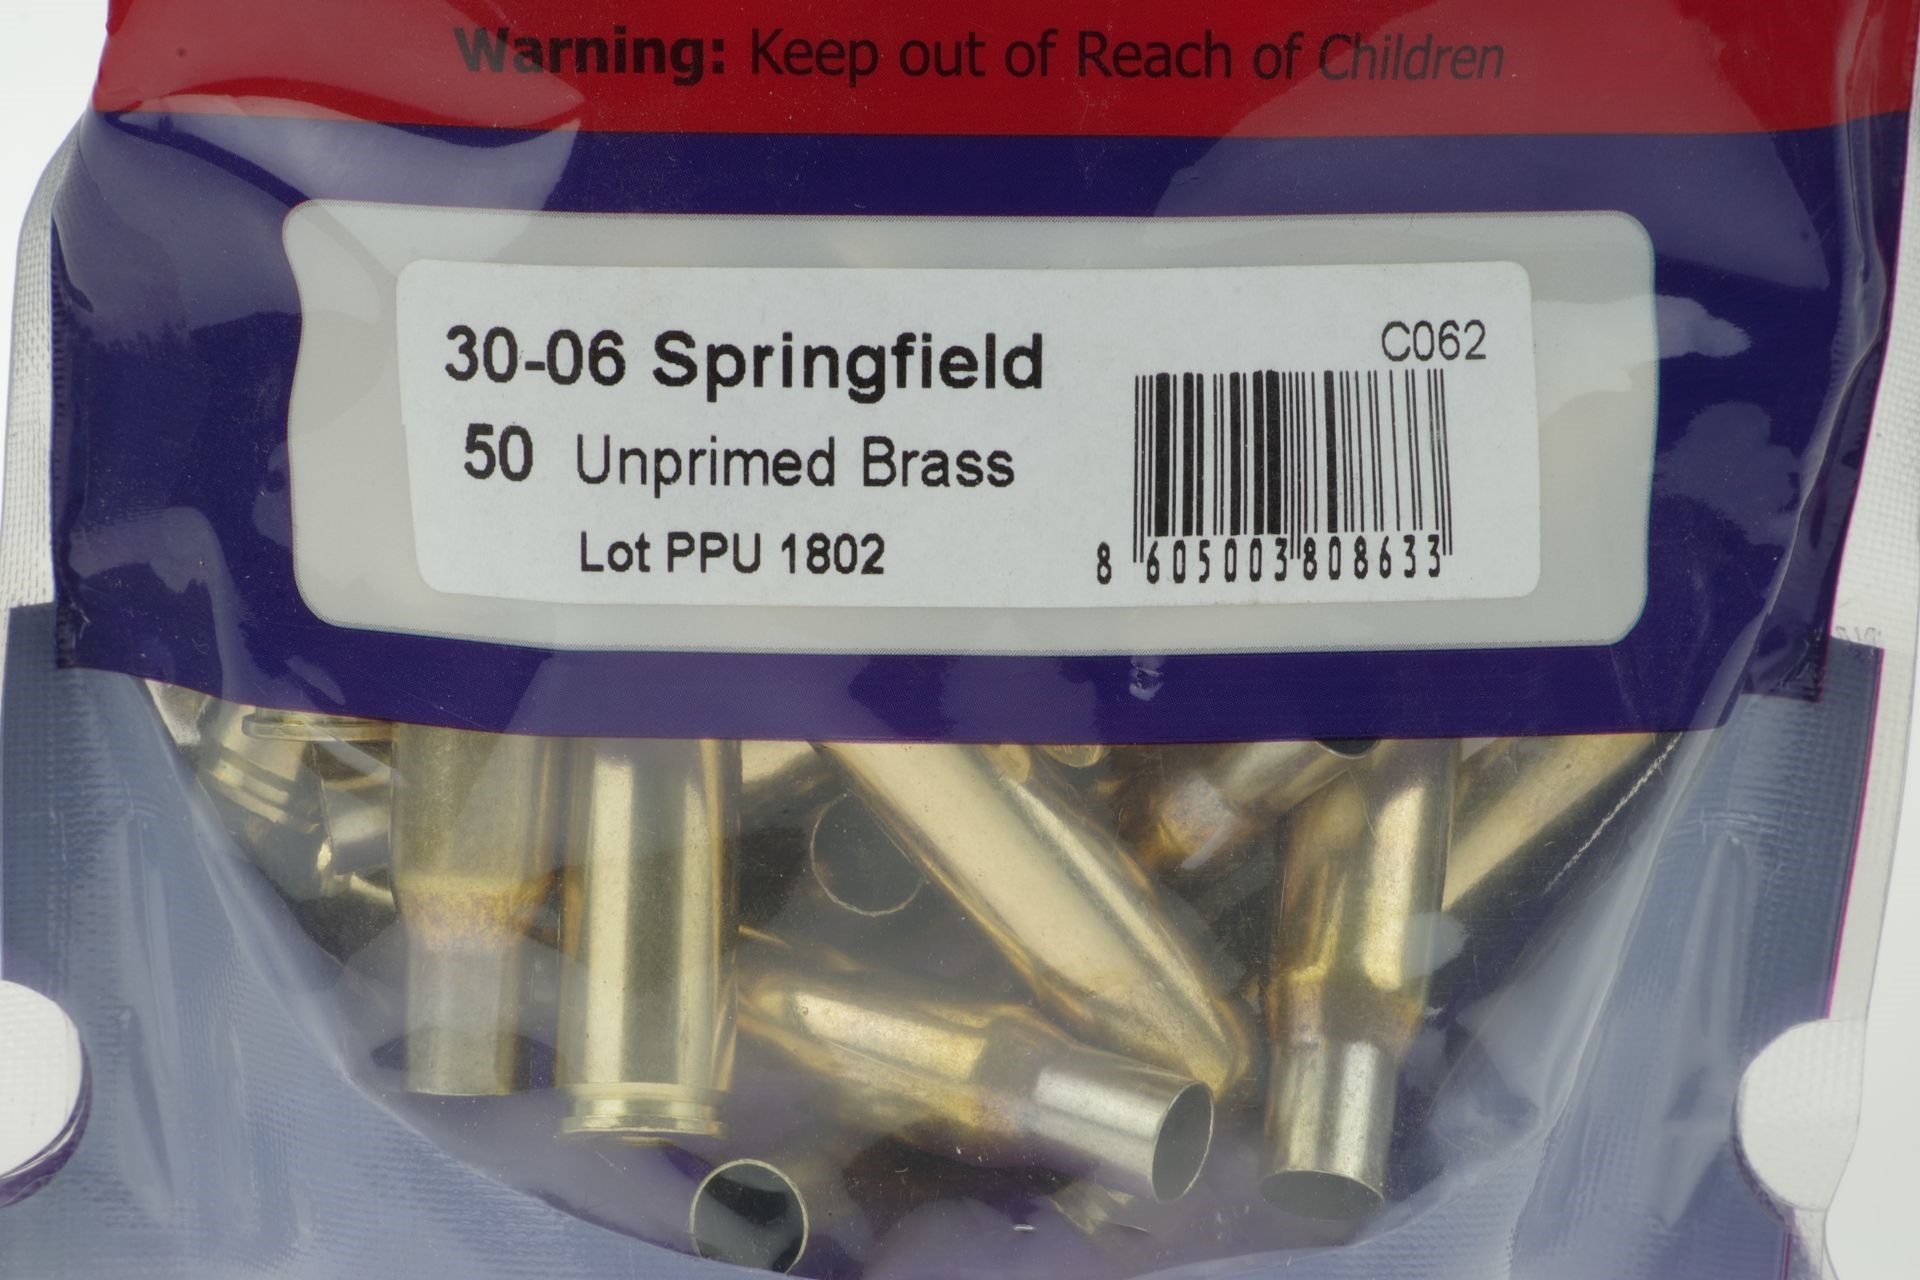 Warning: Keep out of Reach of Children
30-06 Springfield
C062
50 Unprimed Brass
Lot PPU 1802
8 605003 808633